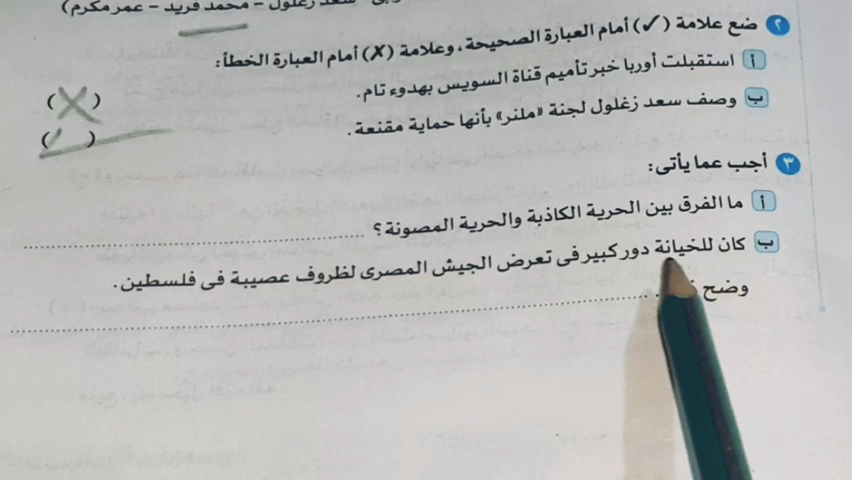 سعد زغلول – محمد فريد – عمر مكرم)
٢ ضع علامة (✓) أمام العبارة الصحيحة، وعلامة (✗) أمام العبارة الخطأ:
أ استقبلت أوربا خبر تأميم قناة السويس بهدوء تام. (✗)
ب وصف سعد زغلول لجنة «ملنر» بأنها حماية مقنعة. (✓)
٣ أجب عما يأتى:
أ ما الفرق بين الحرية الكاذبة والحرية المصونة؟
ب كان للخيانة دور كبير فى تعرض الجيش المصرى لظروف عصيبة فى فلسطين.
وضح